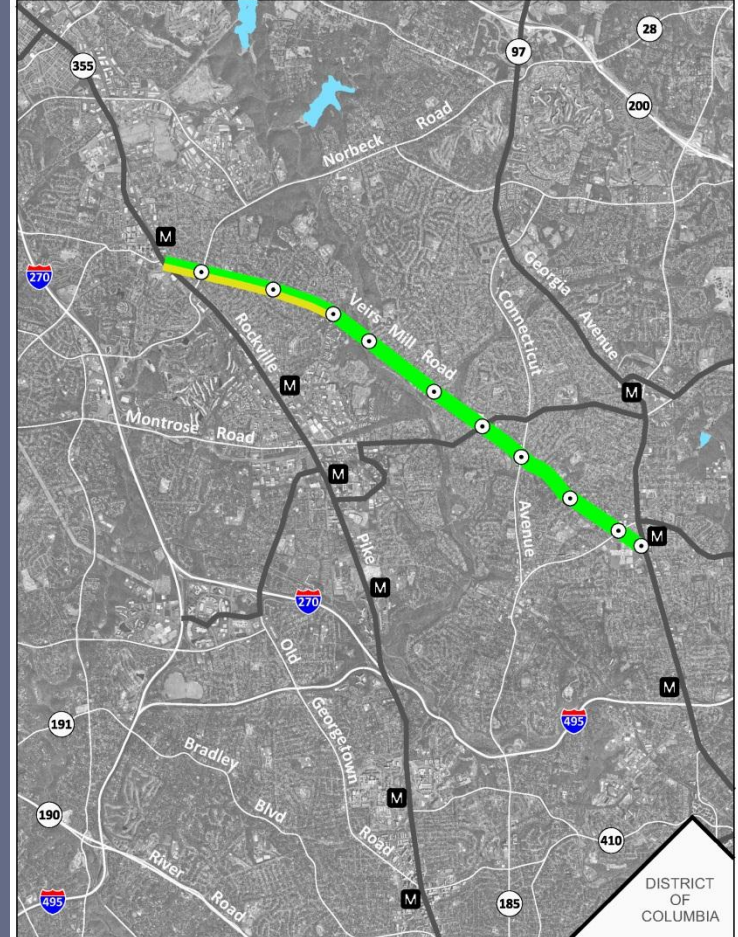 28
97
355
200
M
Norbeck Road
270
Georgia Avenue
Connecticut Avenue
Veirs Mill Road
Rockville Pike
M
M
Montrose Road
M
M
M
270
Old Georgetown Road
M
495
191
Bradley Blvd
M
190
410
River Road
DISTRICT
OF
COLUMBIA
M
495
185